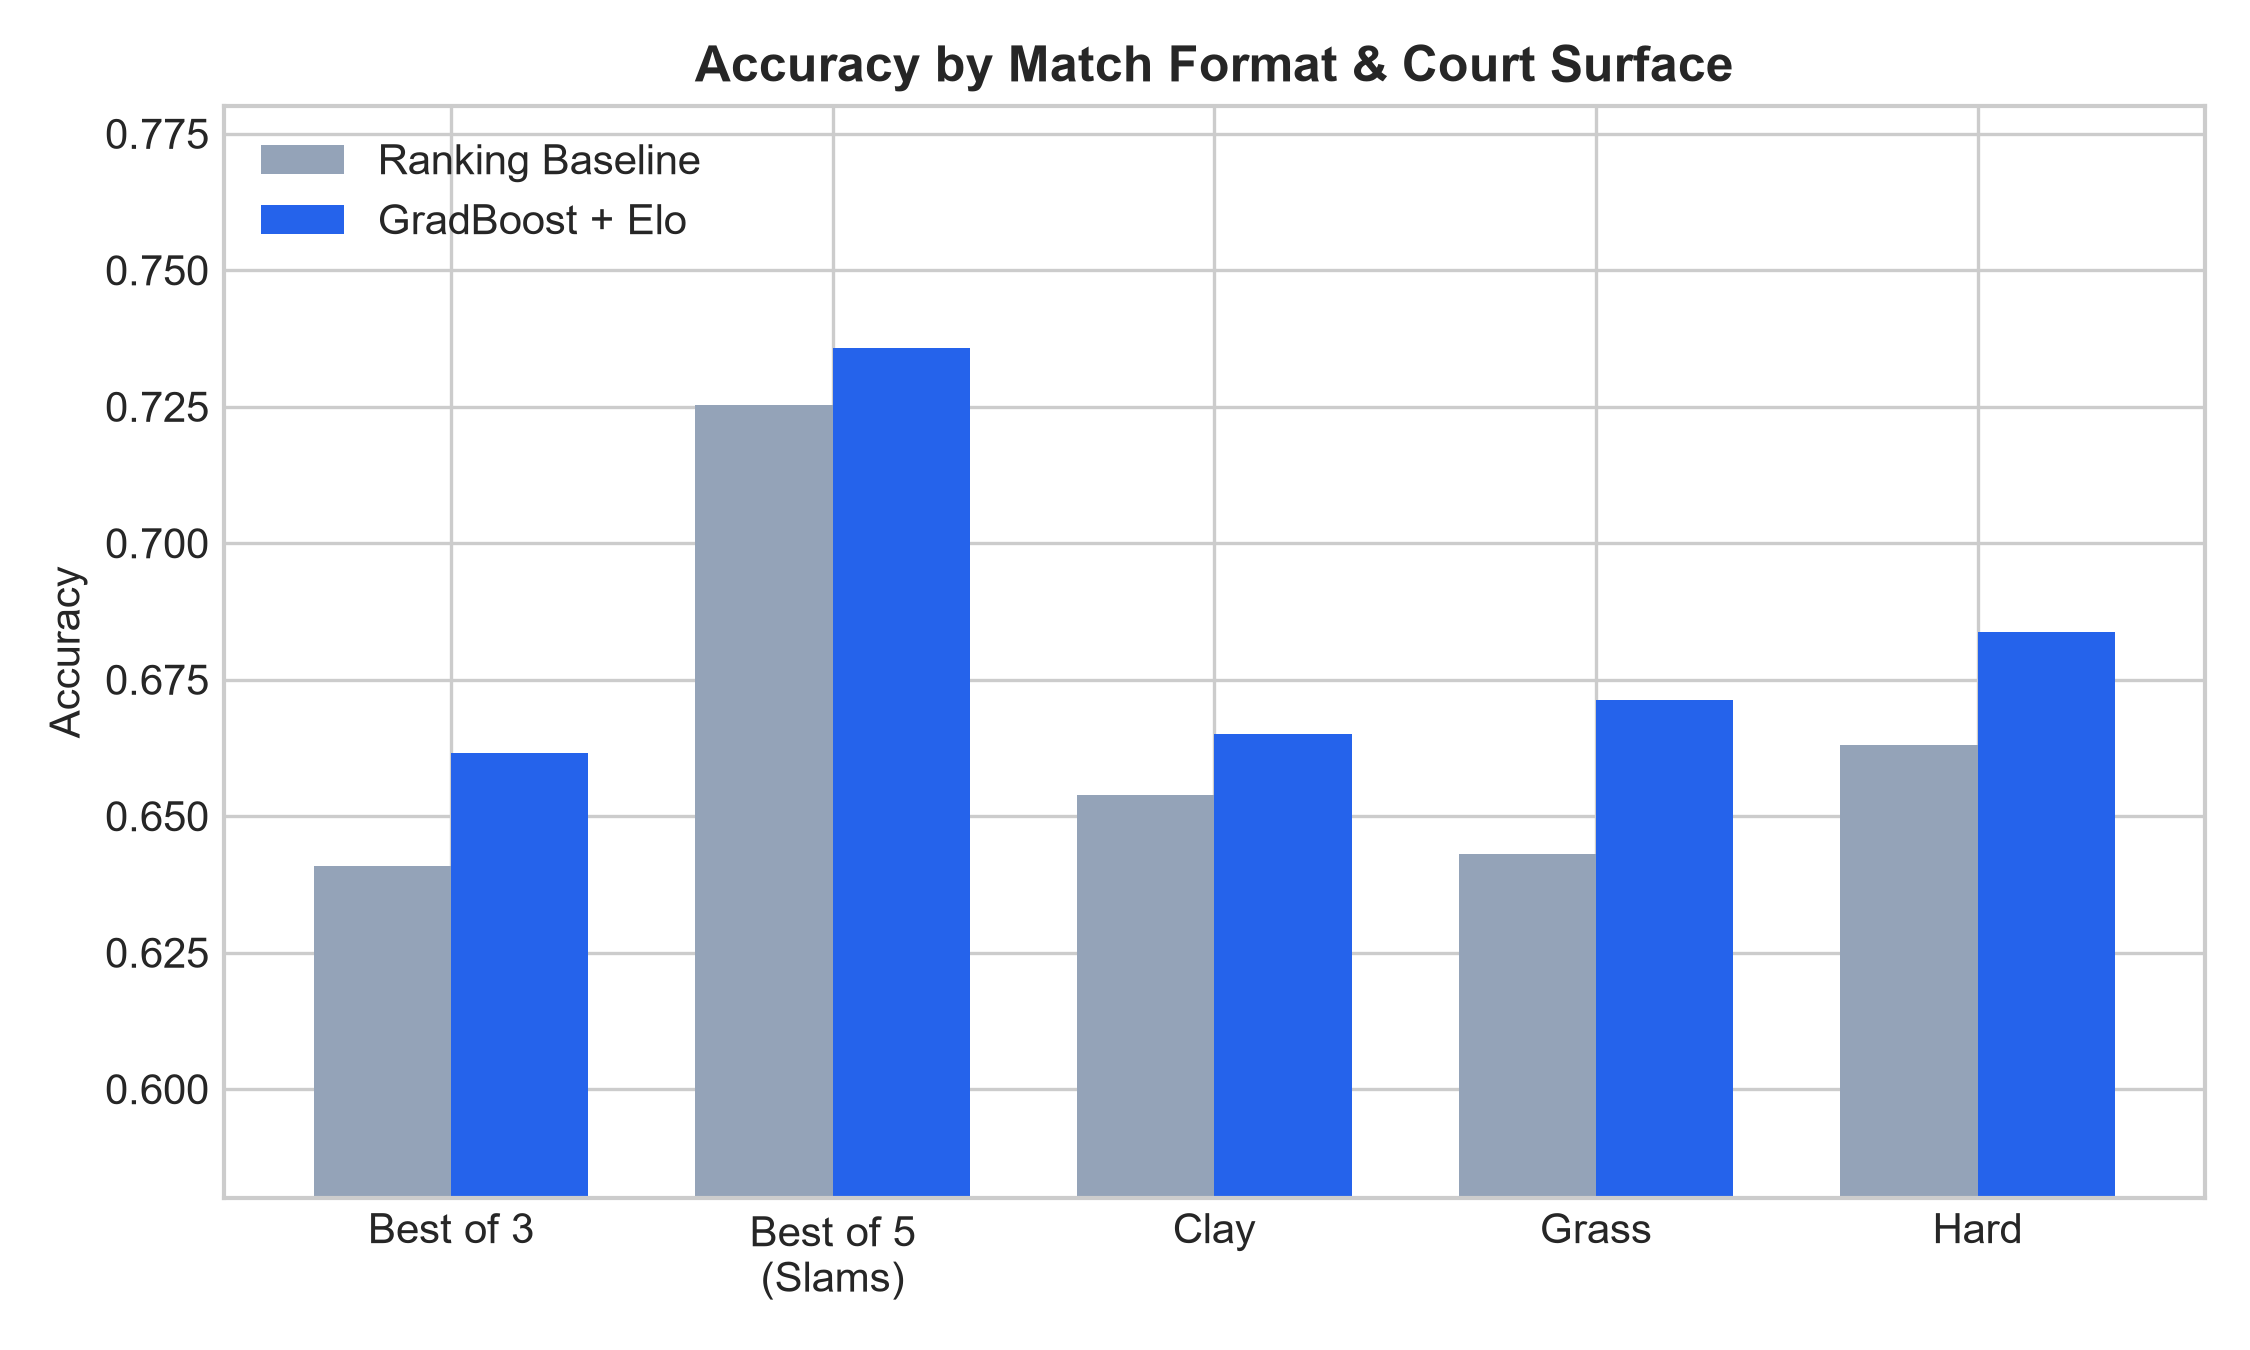 Accuracy by Match Format & Court Surface
Ranking Baseline
GradBoost + Elo
Accuracy
0.775
0.750
0.725
0.700
0.675
0.650
0.625
0.600
Best of 3
Best of 5
(Slams)
Clay
Grass
Hard